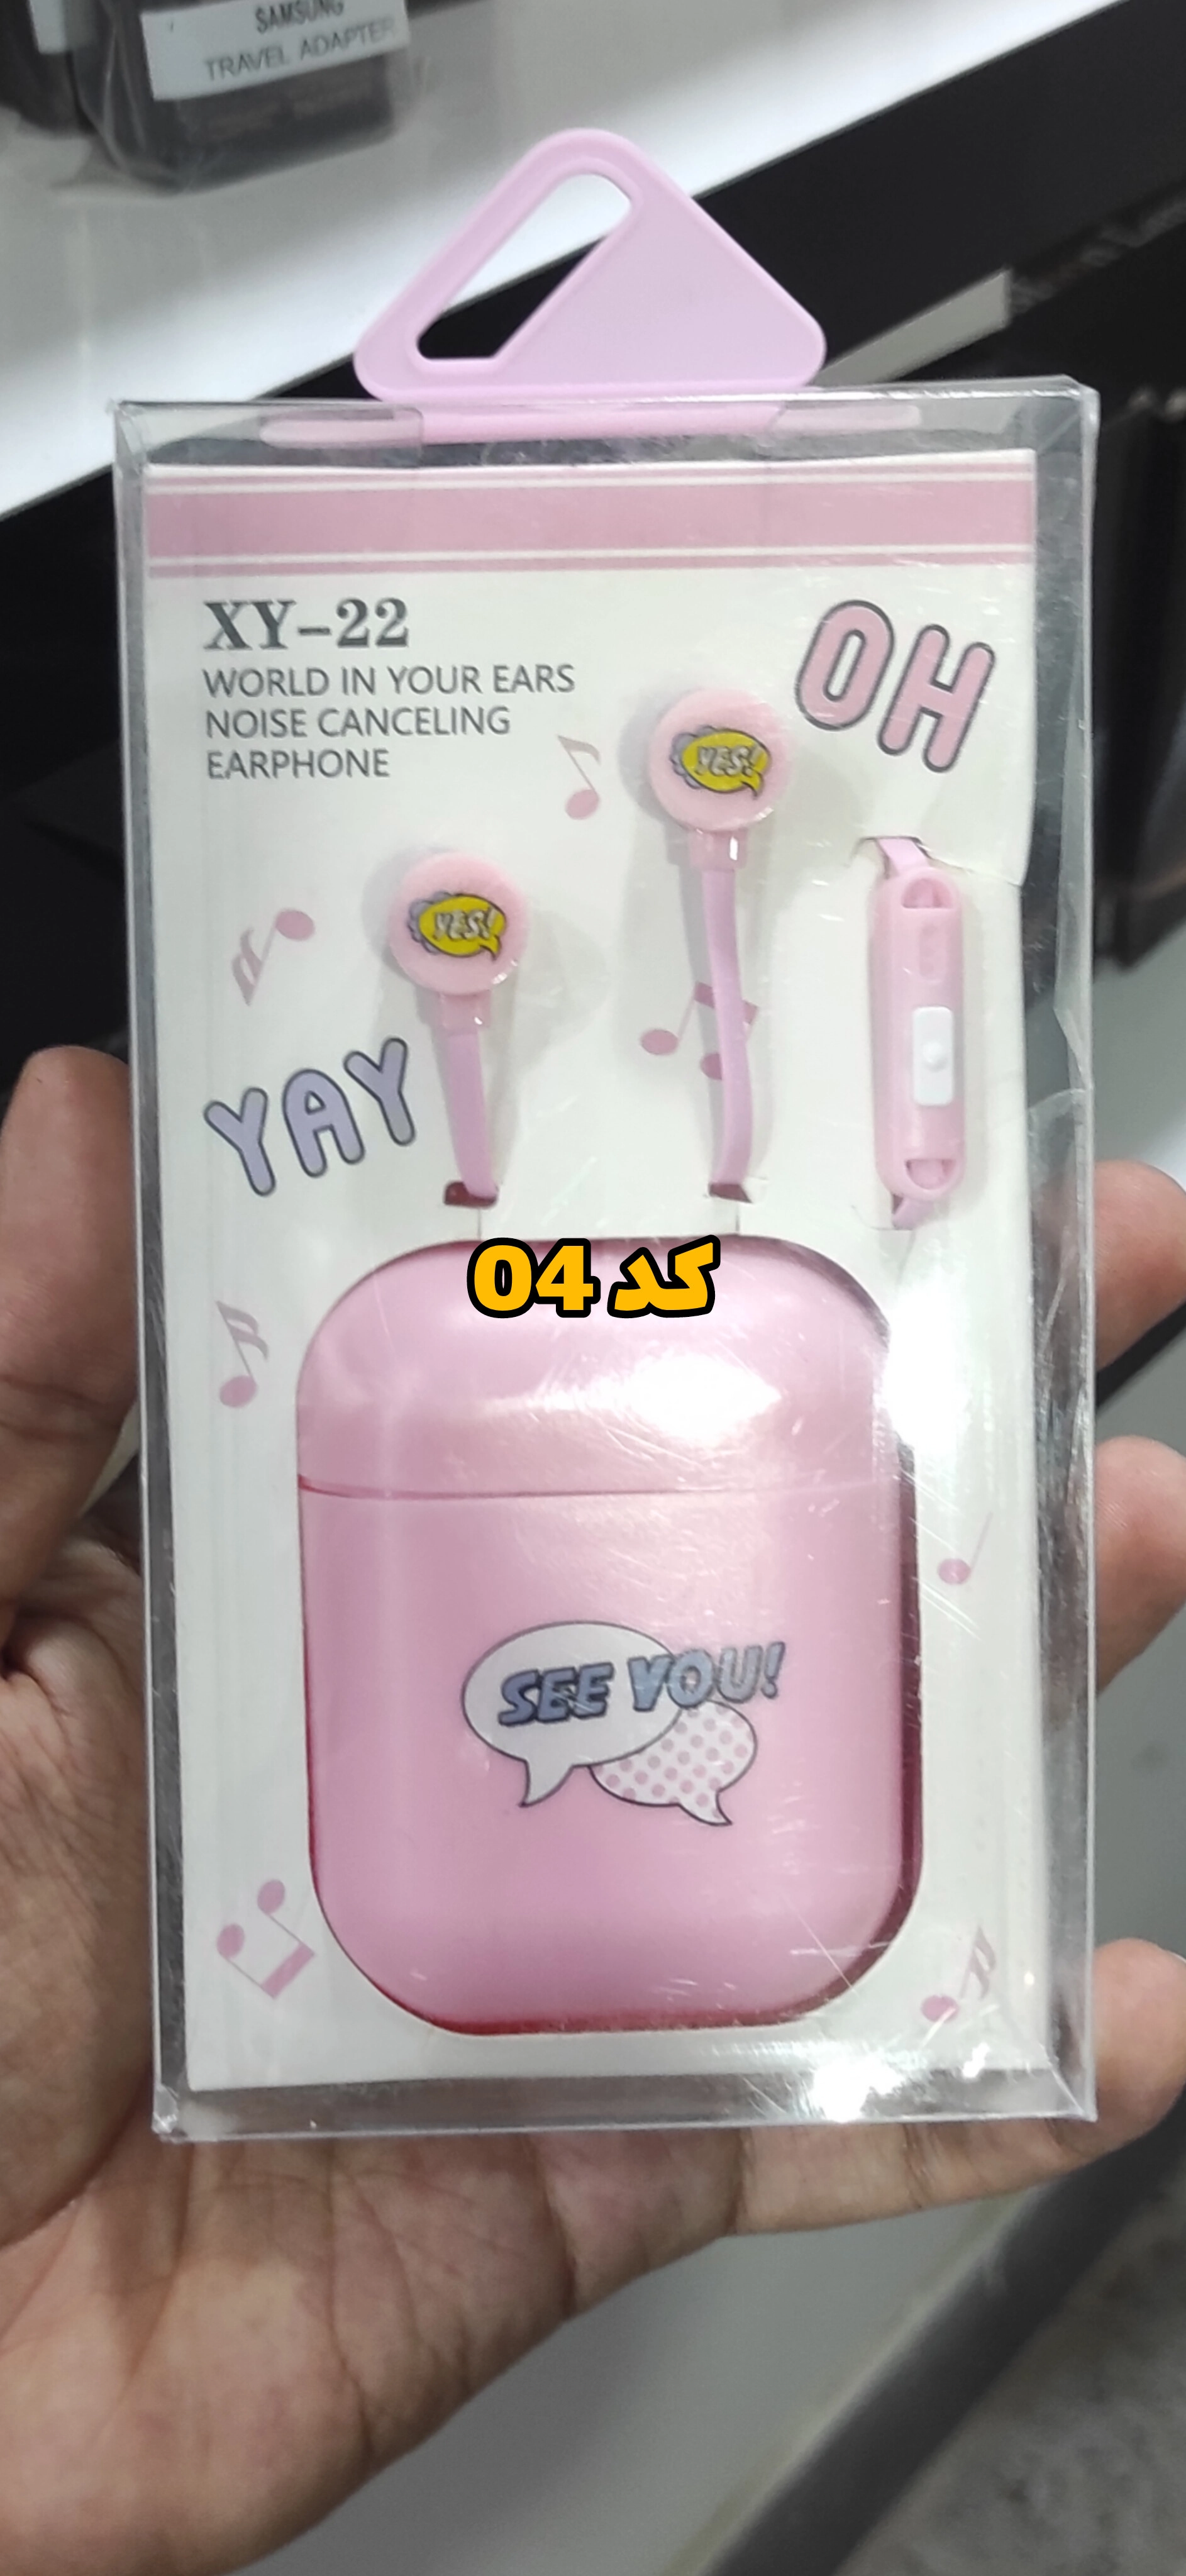 SAMSUNG
TRAVEL ADAPTER
XY-22
WORLD IN YOUR EARS
NOISE CANCELING
EARPHONE
OH
YES!
YES!
YAY
کد 04
SEE YOU!